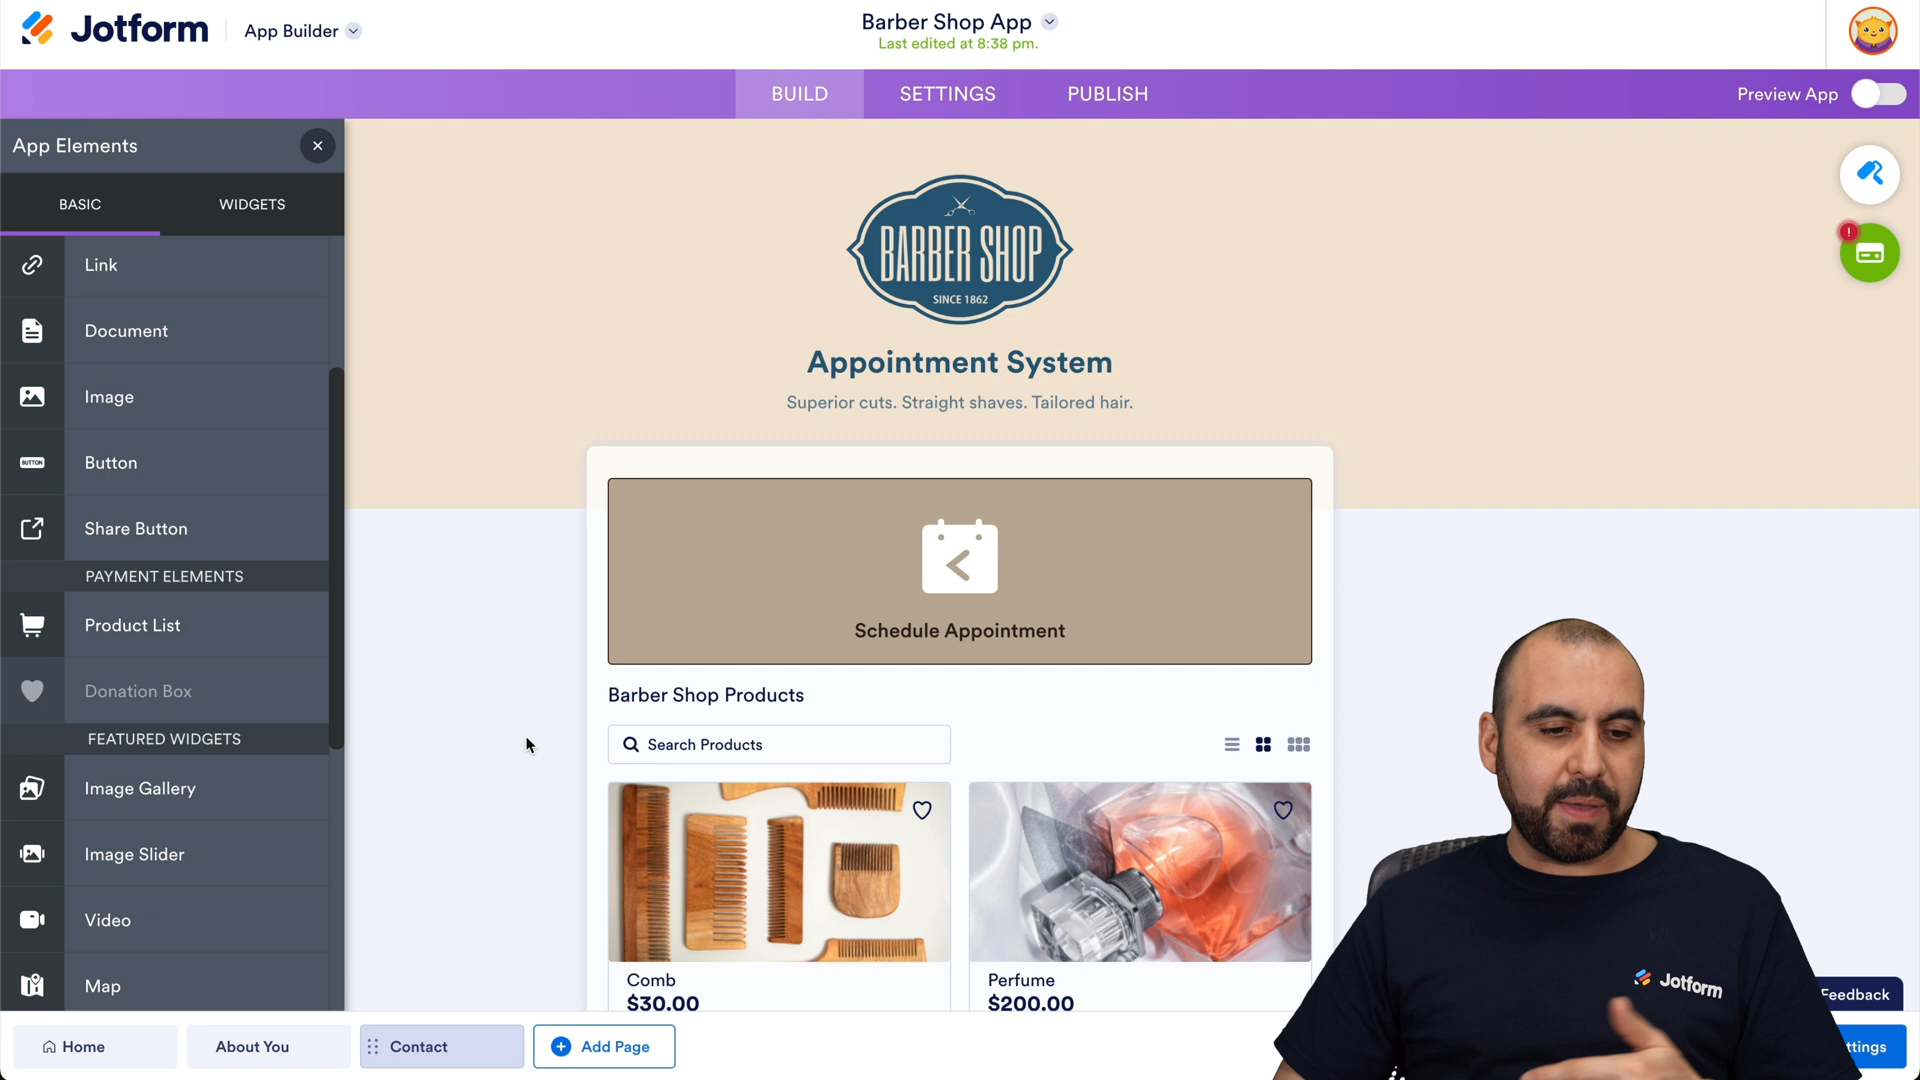 Jotform
App Builder
Barber Shop App
Last edited at 8:38 pm.
BUILD
SETTINGS
PUBLISH
Preview App
App Elements
BASIC
WIDGETS
Link
Document
Image
BUTTON
Button
Share Button
PAYMENT ELEMENTS
Product List
Donation Box
FEATURED WIDGETS
Image Gallery
Image Slider
Video
Map
BARBER SHOP
SINCE 1862
Appointment System
Superior cuts. Straight shaves. Tailored hair.
Schedule Appointment
Barber Shop Products
Search Products
Comb
$30.00
Perfume
$200.00
!
Jotform
Feedback
Home
About You
Contact
Add Page
ttings